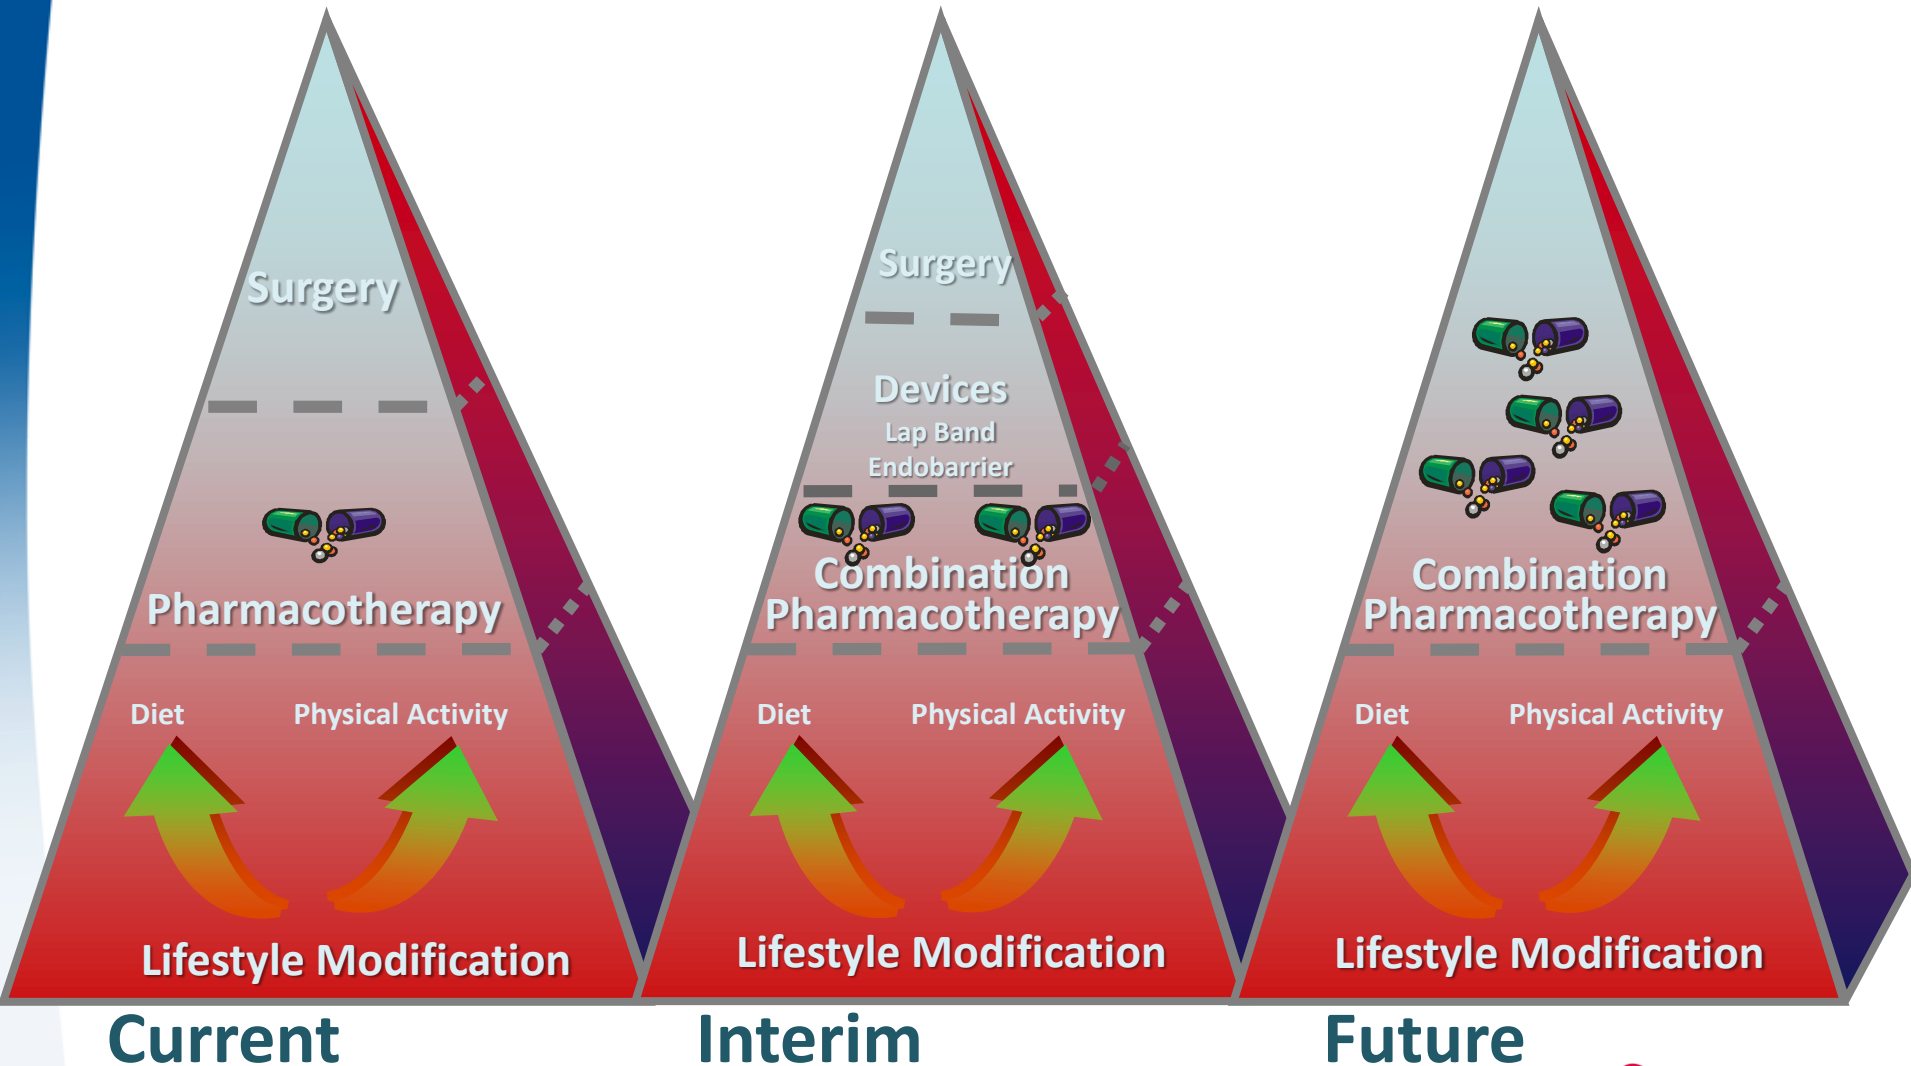 Surgery
Pharmacotherapy
Diet
Physical Activity
Lifestyle Modification
Current
Surgery
Devices
Lap Band
Endobarrier
Combination
Pharmacotherapy
Diet
Physical Activity
Lifestyle Modification
Interim
Combination
Pharmacotherapy
Diet
Physical Activity
Lifestyle Modification
Future